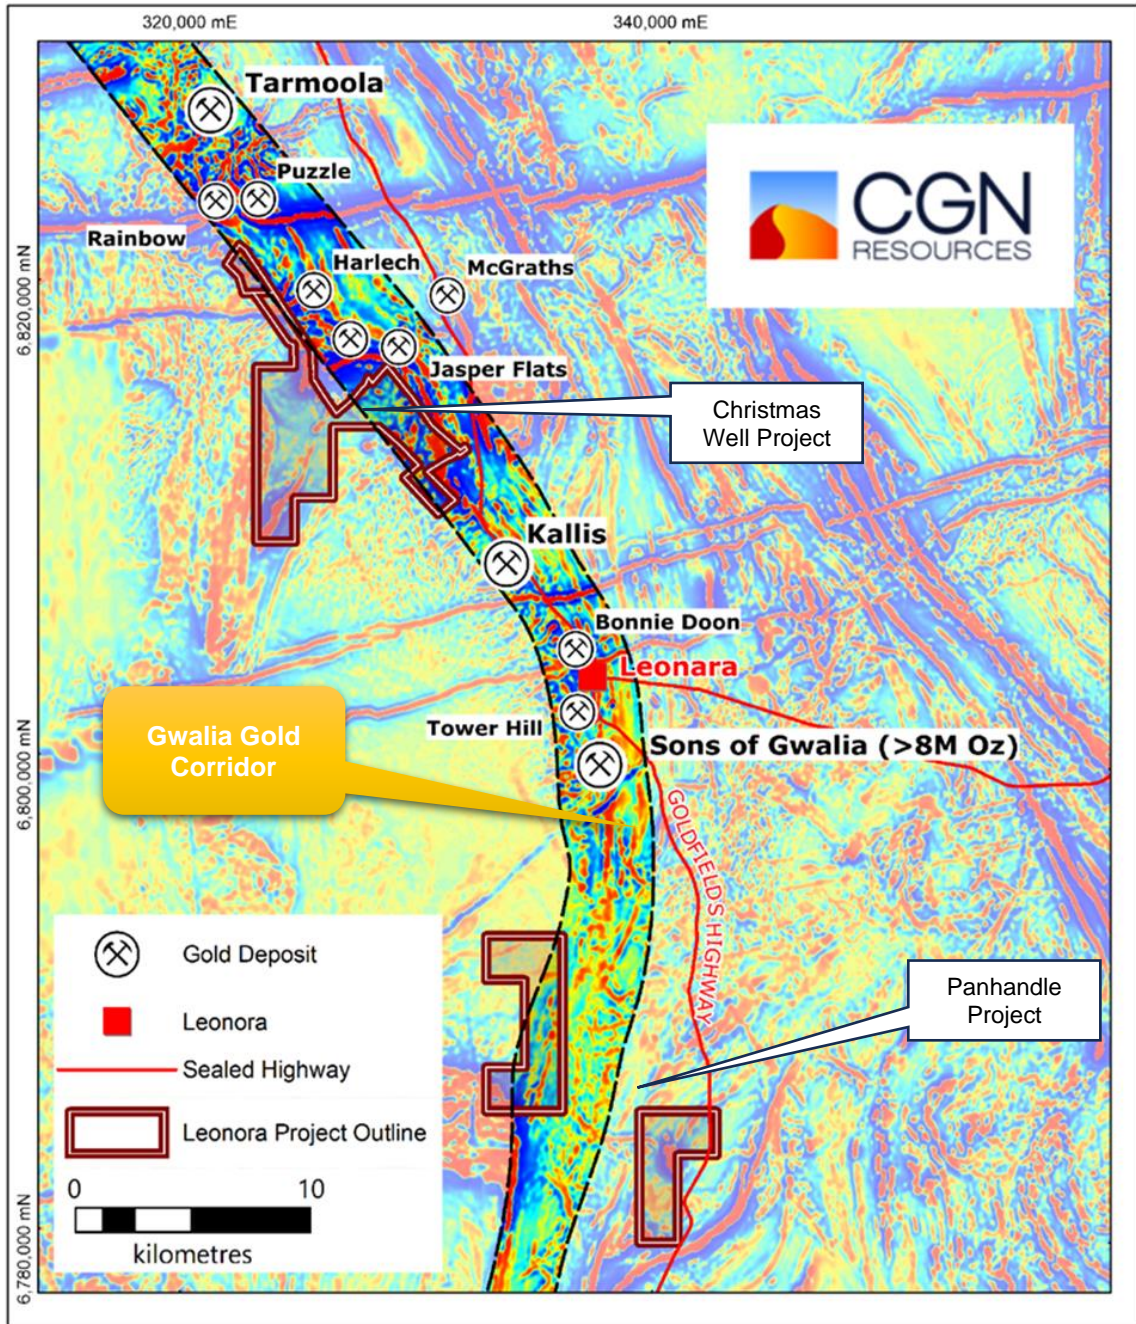 320,000 mE
340,000 mE
Tarmoola
Puzzle
CGN
RESOURCES
Rainbow
Harlech
McGraths
6,820,000 mN
Jasper Flats
Christmas
Well Project
Kallis
Bonnie Doon
Leonara
Tower Hill
Gwalia Gold
Corridor
Sons of Gwalia (>8M Oz)
6,800,000 mN
GOLDFIELD'S HIGHWAY
Panhandle
Project
Gold Deposit
Leonora
Sealed Highway
Leonora Project Outline
0 10
kilometres
6,780,000 mN